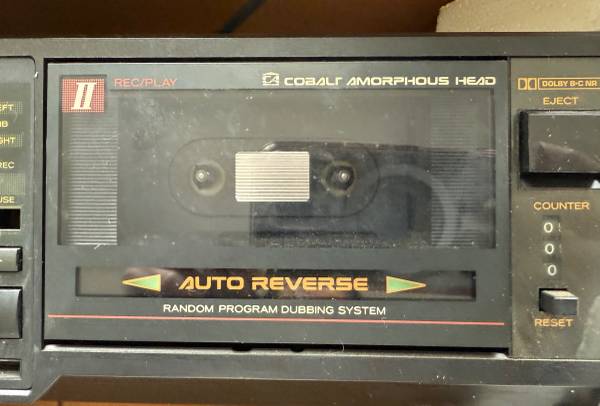 II REC/PLAY
COBALT AMORPHOUS HEAD
DOLBY B-C NR
EJECT
COUNTER
0
0
0
RESET
AUTO REVERSE
RANDOM PROGRAM DUBBING SYSTEM